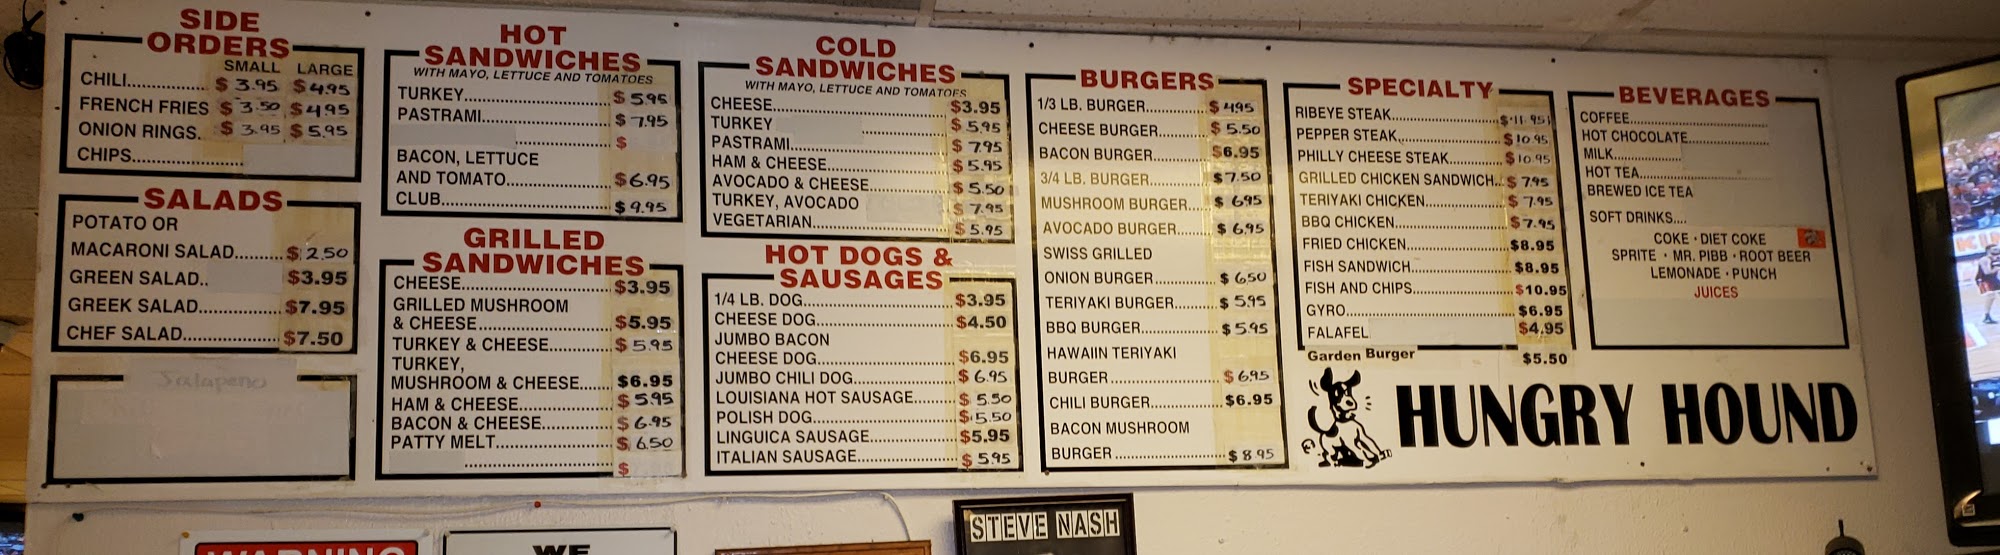 SIDE
ORDERS
SMALL LARGE
CHILI............... $ 3.95 $ 4.95
FRENCH FRIES $ 3.50 $ 4.95
ONION RINGS. $ 3.95 $ 5.95
CHIPS.....................
SALADS
POTATO OR
MACARONI SALAD......... $ 2.50
GREEN SALAD.. $3.95
GREEK SALAD............... $7.95
CHEF SALAD.................. $7.50
Jalapeno
HOT
SANDWICHES
WITH MAYO, LETTUCE AND TOMATOES
TURKEY........................... $ 5.95
PASTRAMI........................ $ 7.95
........................ $
BACON, LETTUCE
AND TOMATO................... $6.95
CLUB............................... $ 9.95
GRILLED
SANDWICHES
CHEESE........................... $3.95
GRILLED MUSHROOM
& CHEESE........................ $5.95
TURKEY & CHEESE........... $ 5.95
TURKEY,
MUSHROOM & CHEESE...... $6.95
HAM & CHEESE................ $ 5.95
BACON & CHEESE............. $ 6.95
PATTY MELT.................... $ 6.50
........................... $
COLD
SANDWICHES
WITH MAYO, LETTUCE AND TOMATOES
CHEESE............................ $3.95
TURKEY ............... $ 5.95
PASTRAMI......................... $ 7.95
HAM & CHEESE.................. $ 5.95
AVOCADO & CHEESE........... $ 5.50
TURKEY, AVOCADO $ 7.95
VEGETARIAN..................... $ 5.95
HOT DOGS &
SAUSAGES
1/4 LB. DOG...................... $3.95
CHEESE DOG.................... $4.50
JUMBO BACON
CHEESE DOG.................... $6.95
JUMBO CHILI DOG............. $ 6.95
LOUISIANA HOT SAUSAGE..... $ 5.50
POLISH DOG..................... $ 5.50
LINGUICA SAUSAGE............ $5.95
ITALIAN SAUSAGE.............. $ 5.95
BURGERS
1/3 LB. BURGER............ $ 4.95
CHEESE BURGER.......... $ 5.50
BACON BURGER............ $6.95
3/4 LB. BURGER............ $7.50
MUSHROOM BURGER..... $ 6.95
AVOCADO BURGER........ $ 6.95
SWISS GRILLED
ONION BURGER............. $ 6.50
TERIYAKI BURGER......... $ 5.95
BBQ BURGER................ $ 5.95
HAWAIIN TERIYAKI
BURGER ...................... $ 6.95
CHILI BURGER.............. $6.95
BACON MUSHROOM
BURGER ...................... $ 8.95
SPECIALTY
RIBEYE STEAK..................... $ 11.95
PEPPER STEAK.................... $ 10.95
PHILLY CHEESE STEAK.......... $ 10.95
GRILLED CHICKEN SANDWICH.. $ 7.95
TERIYAKI CHICKEN................ $ 7.95
BBQ CHICKEN...................... $ 7.95
FRIED CHICKEN.................... $8.95
FISH SANDWICH................... $8.95
FISH AND CHIPS................... $10.95
GYRO................................. $6.95
FALAFEL $4.95
Garden Burger $5.50
BEVERAGES
COFFEE................................
HOT CHOCOLATE...................
MILK..................
HOT TEA..............................
BREWED ICE TEA
SOFT DRINKS....
COKE · DIET COKE
SPRITE · MR. PIBB · ROOT BEER
LEMONADE · PUNCH
JUICES
HUNGRY HOUND
WARNING
WE
STEVE NASH